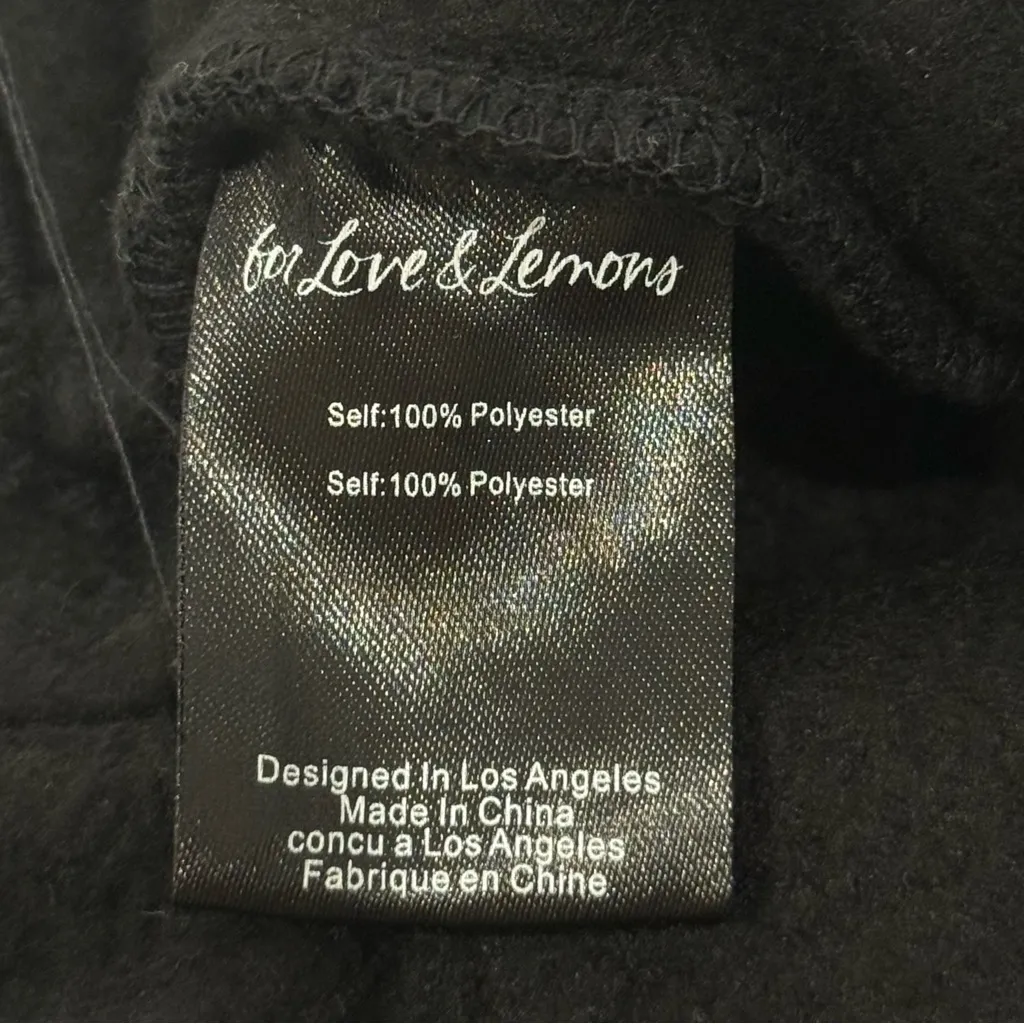 for Love & Lemons
Self:100% Polyester
Self:100% Polyester
Designed In Los Angeles
Made In China
concu a Los Angeles
Fabrique en Chine